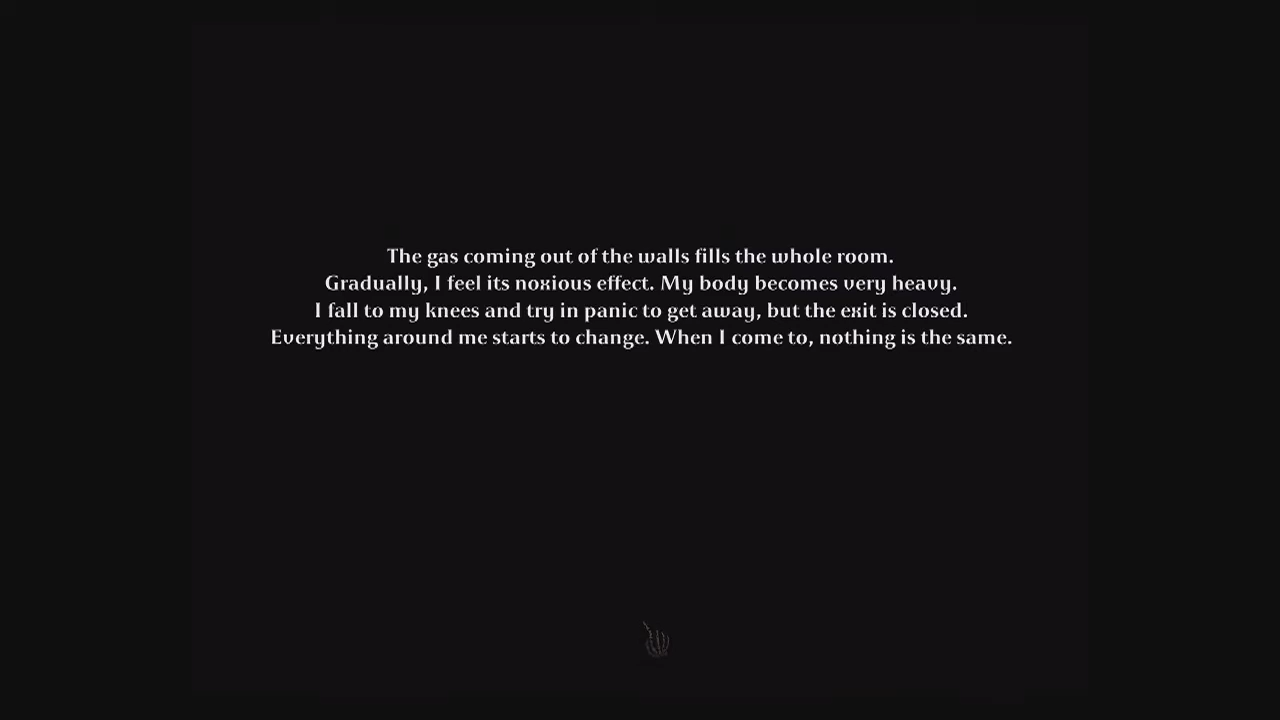 The gas coming out of the walls fills the whole room.
Gradually, I feel its noxious effect. My body becomes very heavy.
I fall to my knees and try in panic to get away, but the exit is closed.
Everything around me starts to change. When I come to, nothing is the same.